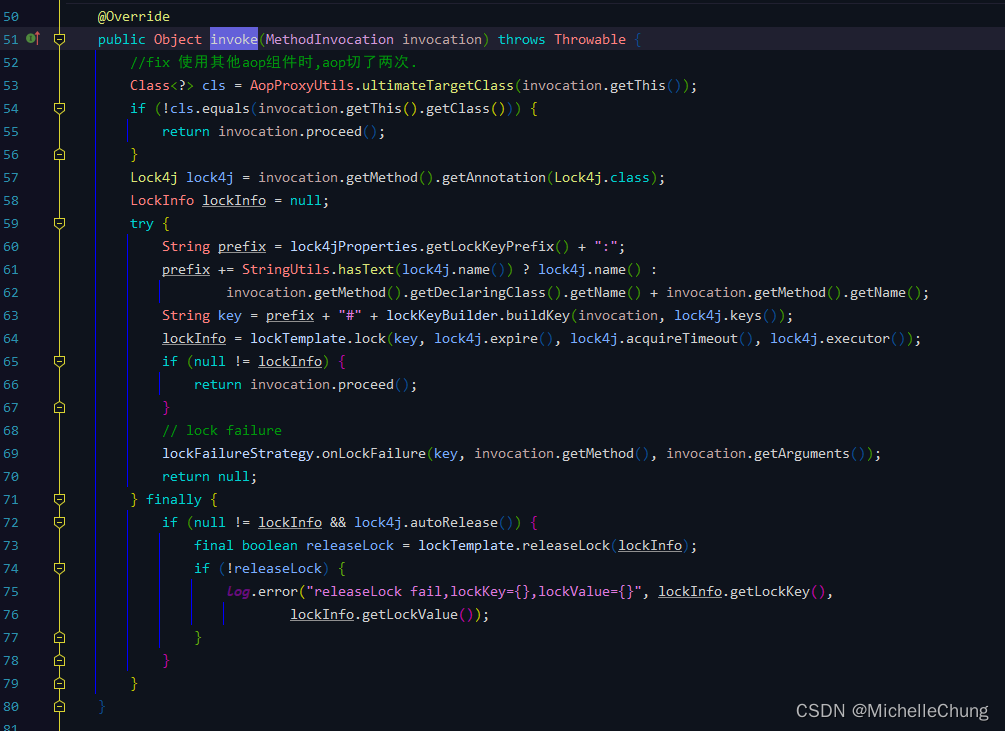 50 @Override
51 public Object invoke(MethodInvocation invocation) throws Throwable {
52 //fix 使用其他aop组件时,aop切了两次.
53 Class<?> cls = AopProxyUtils.ultimateTargetClass(invocation.getThis());
54 if (!cls.equals(invocation.getThis().getClass())) {
55 return invocation.proceed();
56 }
57 Lock4j lock4j = invocation.getMethod().getAnnotation(Lock4j.class);
58 LockInfo lockInfo = null;
59 try {
60 String prefix = lock4jProperties.getLockKeyPrefix() + ":";
61 prefix += StringUtils.hasText(lock4j.name()) ? lock4j.name() :
62 invocation.getMethod().getDeclaringClass().getName() + invocation.getMethod().getName();
63 String key = prefix + "#" + lockKeyBuilder.buildKey(invocation, lock4j.keys());
64 lockInfo = lockTemplate.lock(key, lock4j.expire(), lock4j.acquireTimeout(), lock4j.executor());
65 if (null != lockInfo) {
66 return invocation.proceed();
67 }
68 // lock failure
69 lockFailureStrategy.onLockFailure(key, invocation.getMethod(), invocation.getArguments());
70 return null;
71 } finally {
72 if (null != lockInfo && lock4j.autoRelease()) {
73 final boolean releaseLock = lockTemplate.releaseLock(lockInfo);
74 if (!releaseLock) {
75 log.error("releaseLock fail,lockKey={},lockValue={}", lockInfo.getLockKey(),
76 lockInfo.getLockValue());
77 }
78 }
79 }
80 }
81
CSDN @MichelleChung